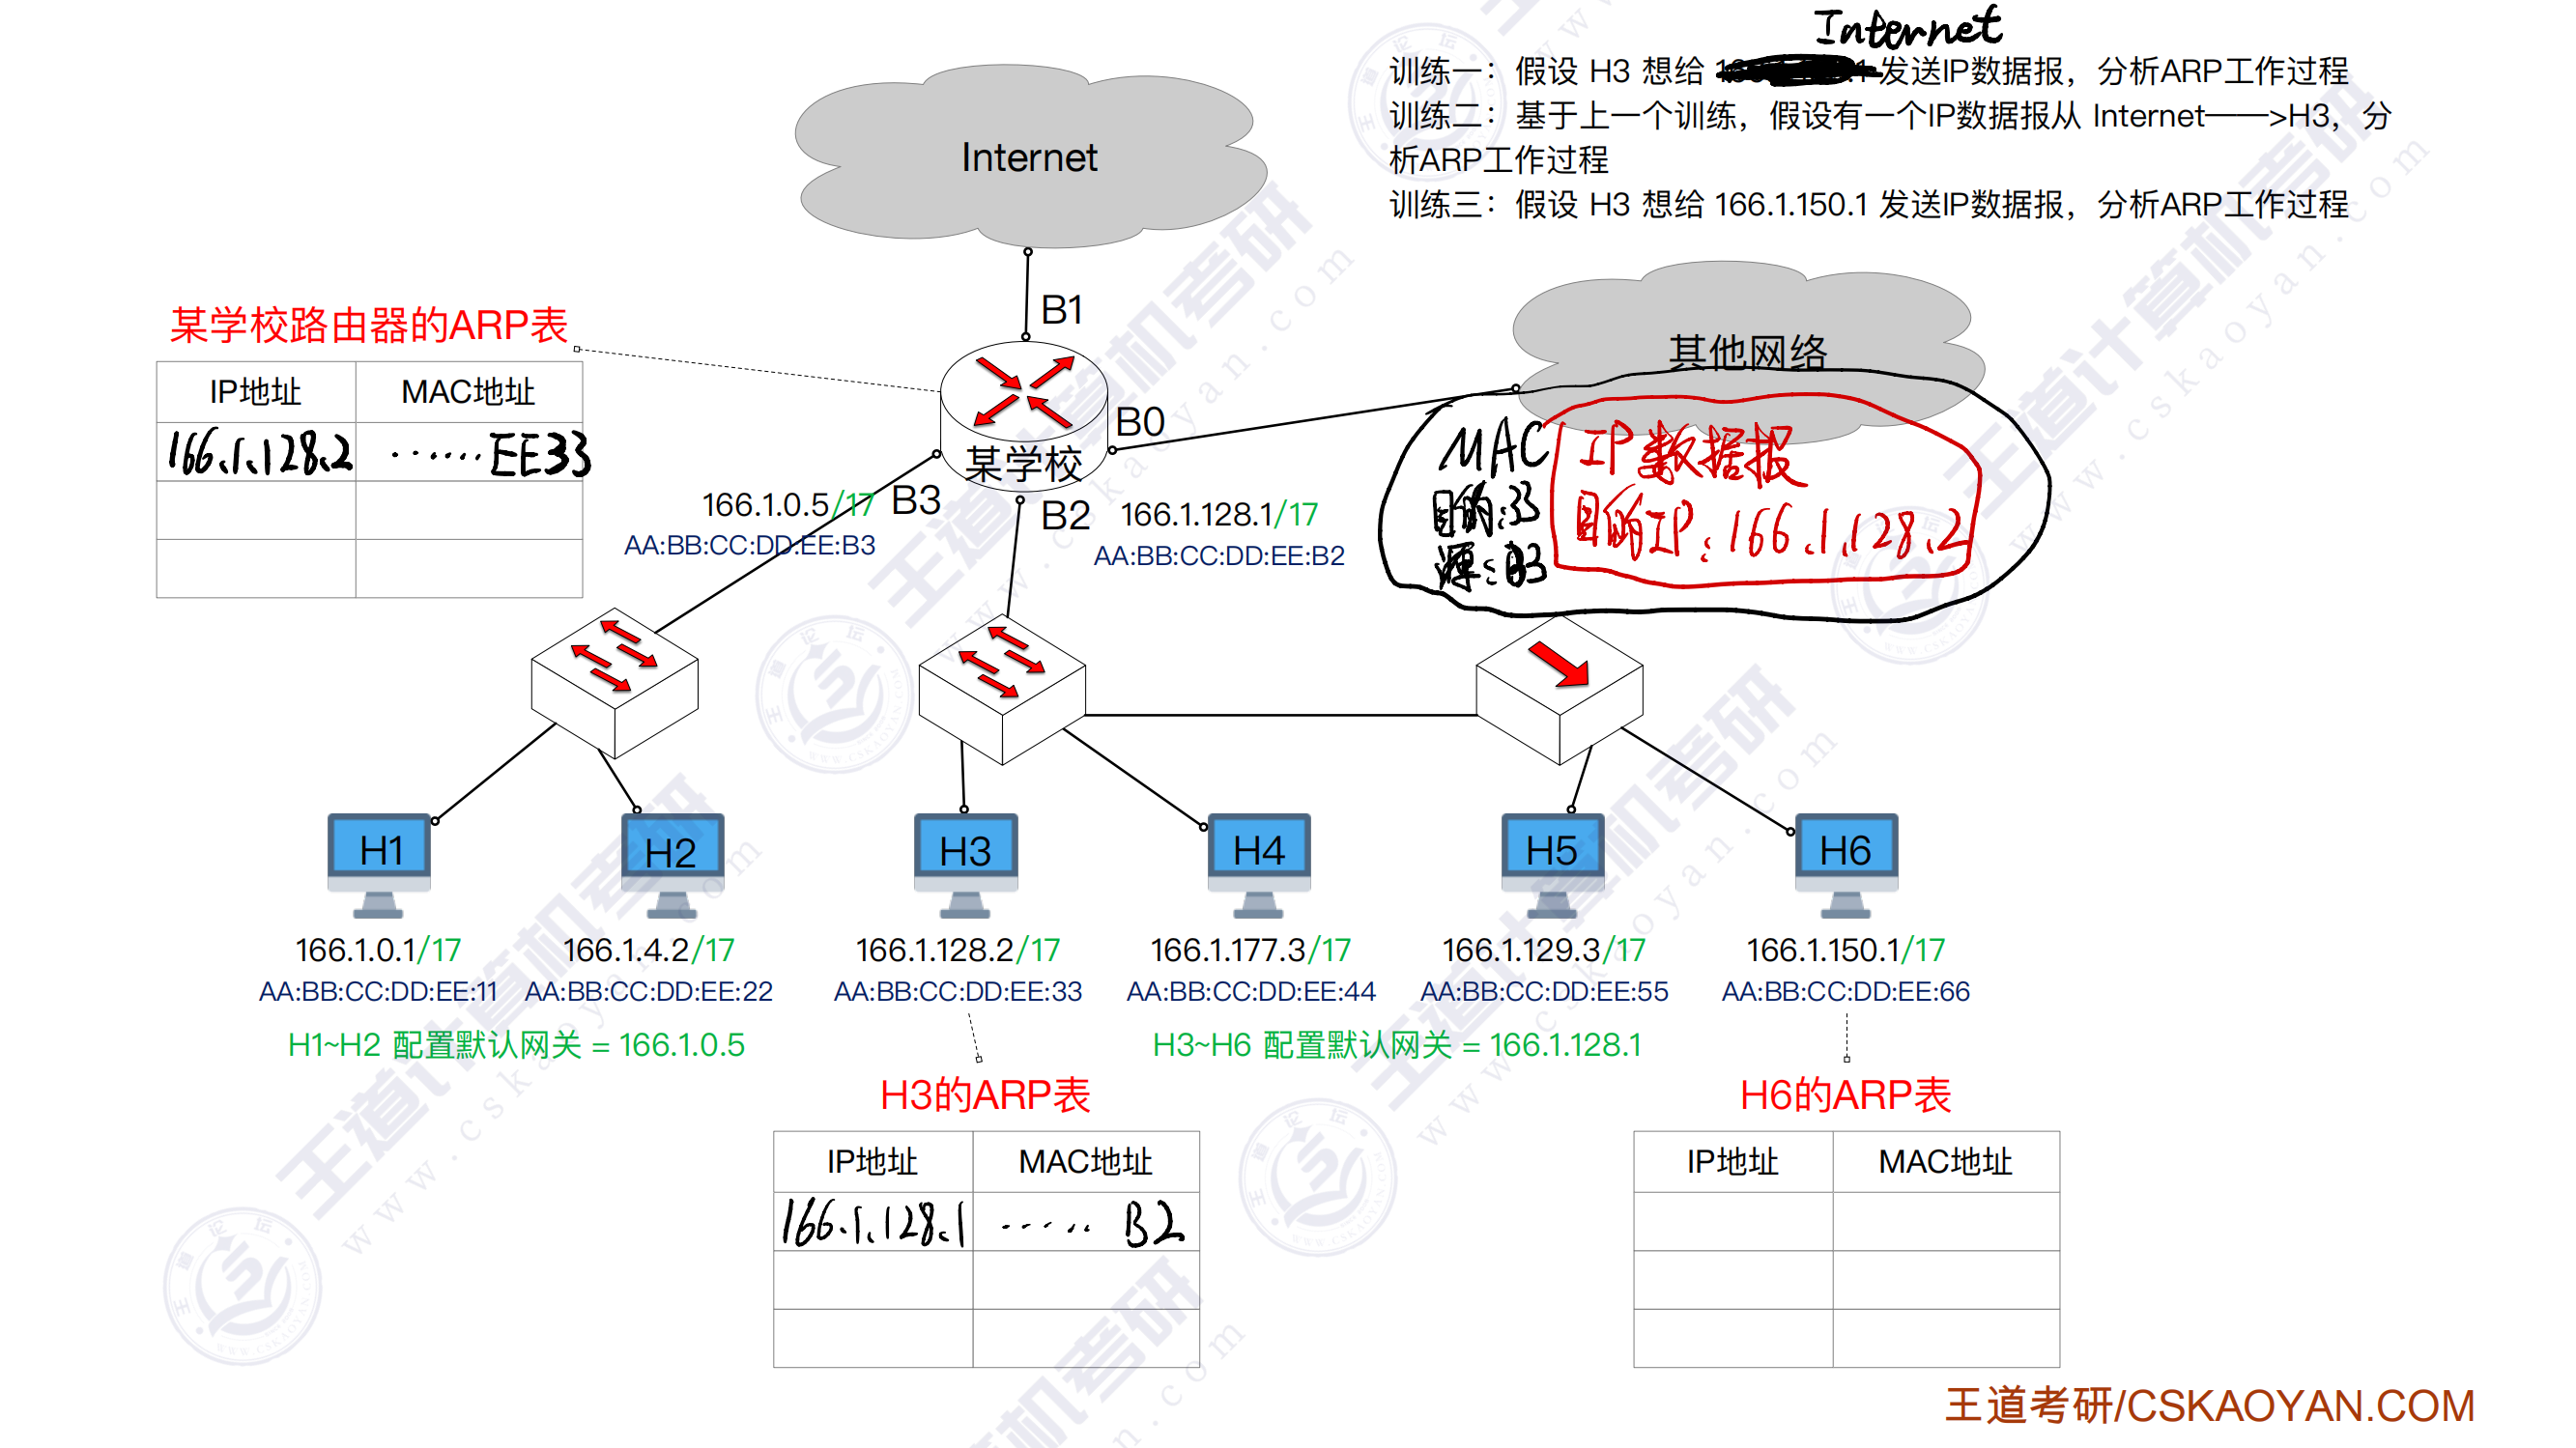 Internet
训练一：假设 H3 想给 发送IP数据报，分析ARP工作过程
训练二：基于上一个训练，假设有一个IP数据报从 Internet——>H3，分
析ARP工作过程
训练三：假设 H3 想给 166.1.150.1 发送IP数据报，分析ARP工作过程
Internet
B1
某学校路由器的ARP表
IP地址 MAC地址
166.1.128.2 ......EE33
其他网络
B0
某学校
B3
B2
166.1.0.5/17
AA:BB:CC:DD:EE:B3
166.1.128.1/17
AA:BB:CC:DD:EE:B2
MAC
目的:33
源:B3
IP数据报
目的IP:166.1.128.2
H1 H2 H3 H4 H5 H6
166.1.0.1/17 166.1.4.2/17 166.1.128.2/17 166.1.177.3/17 166.1.129.3/17 166.1.150.1/17
AA:BB:CC:DD:EE:11 AA:BB:CC:DD:EE:22 AA:BB:CC:DD:EE:33 AA:BB:CC:DD:EE:44 AA:BB:CC:DD:EE:55 AA:BB:CC:DD:EE:66
H1~H2 配置默认网关 = 166.1.0.5
H3~H6 配置默认网关 = 166.1.128.1
H3的ARP表
IP地址 MAC地址
166.1.128.1 ...... B2
H6的ARP表
IP地址 MAC地址
王道考研/CSKAOYAN.COM
王道计算机考研
www.cskaoyan.com